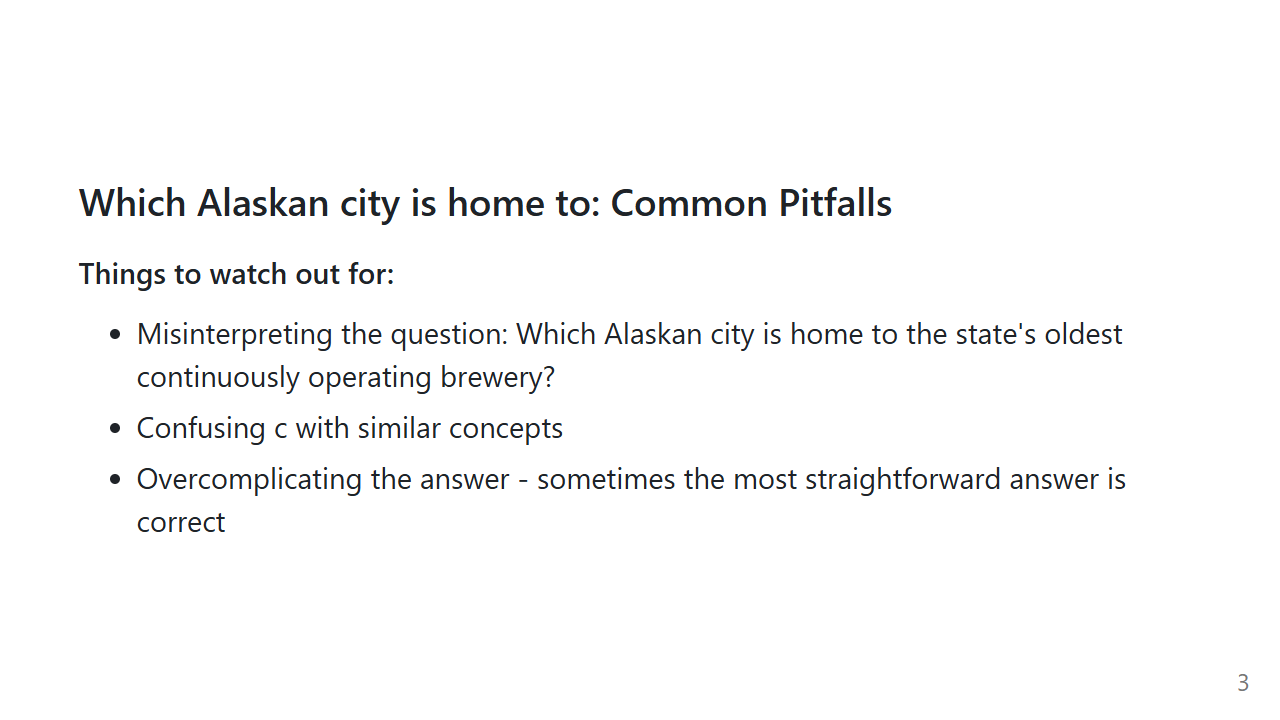 Which Alaskan city is home to: Common Pitfalls
Things to watch out for:
• Misinterpreting the question: Which Alaskan city is home to the state's oldest
continuously operating brewery?
• Confusing c with similar concepts
• Overcomplicating the answer - sometimes the most straightforward answer is
correct
3